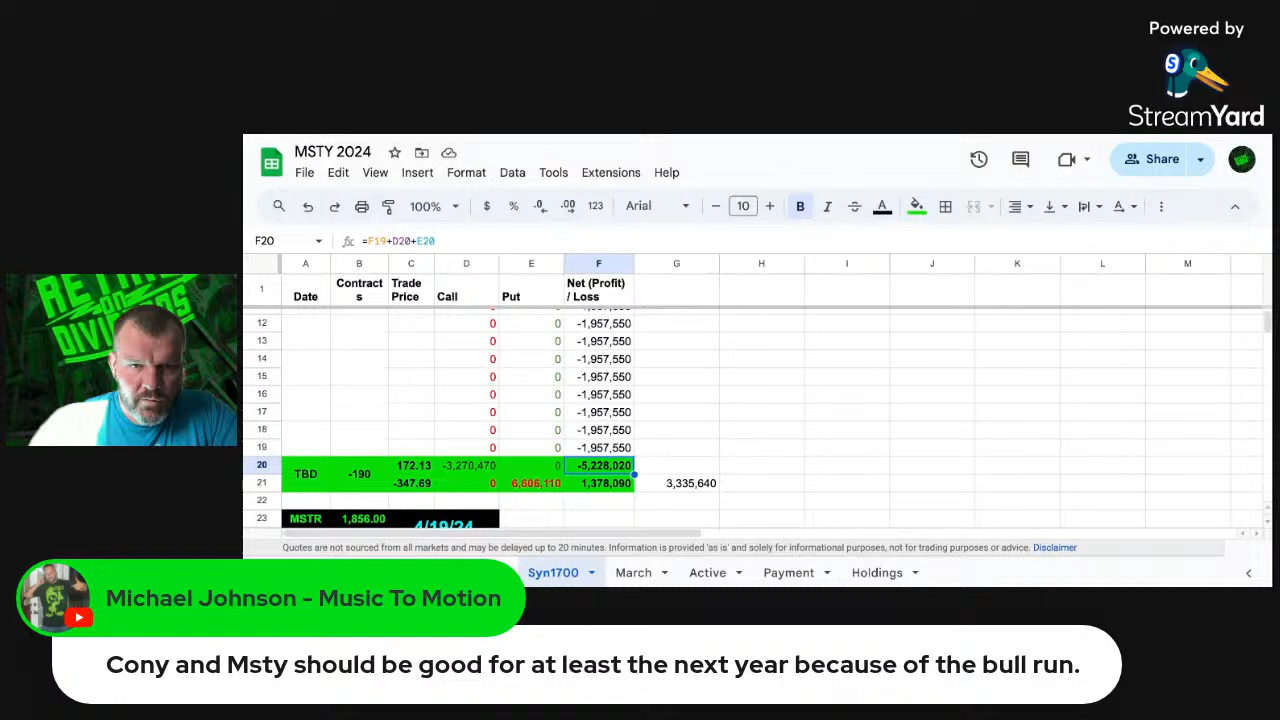 Powered by
StreamYard
MSTY 2024
File Edit View Insert Format Data Tools Extensions Help
Share
100% $ % .0 .00 123 Arial 10 B I A
F20 fx =F19+D20+E20
A B C D E F G H I J K L M
1 Date Contracts Trade Price Call Put Net (Profit) / Loss
12 0 0 -1,957,550
13 0 0 -1,957,550
14 0 0 -1,957,550
15 0 0 -1,957,550
16 0 0 -1,957,550
17 0 0 -1,957,550
18 0 0 -1,957,550
19 0 0 -1,957,550
20 TBD -190 172.13 -3,270,470 0 -5,228,020
21 -347.69 0 6,606,110 1,378,090 3,335,640
22
23 MSTR 1,856.00 4/19/24
Quotes are not sourced from all markets and may be delayed up to 20 minutes. Information is provided 'as is' and solely for informational purposes, not for trading purposes or advice. Disclaimer
Syn1700 March Active Payment Holdings
RETIRE
ON
DIVIDENDS
Michael Johnson - Music To Motion
Cony and Msty should be good for at least the next year because of the bull run.